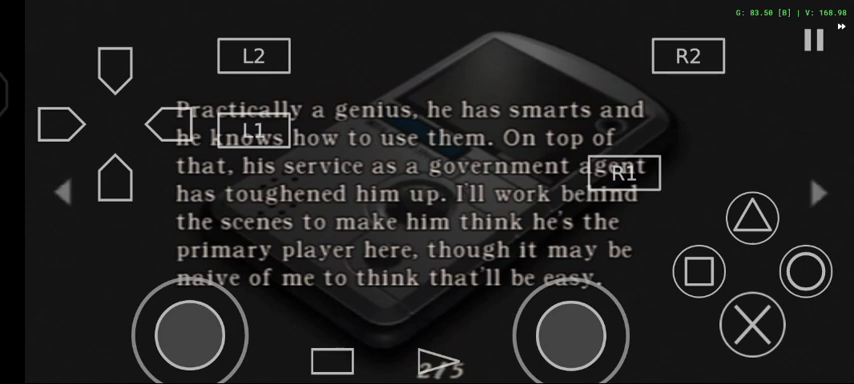 G: 83.50 [B] | V: 168.98
L2
R2
Practically a genius, he has smarts and
L1
he knows how to use them. On top of
that, his service as a government agent
R1
has toughened him up. I'll work behind
the scenes to make him think he's the
primary player here, though it may be
naive of me to think that'll be easy.
2/5